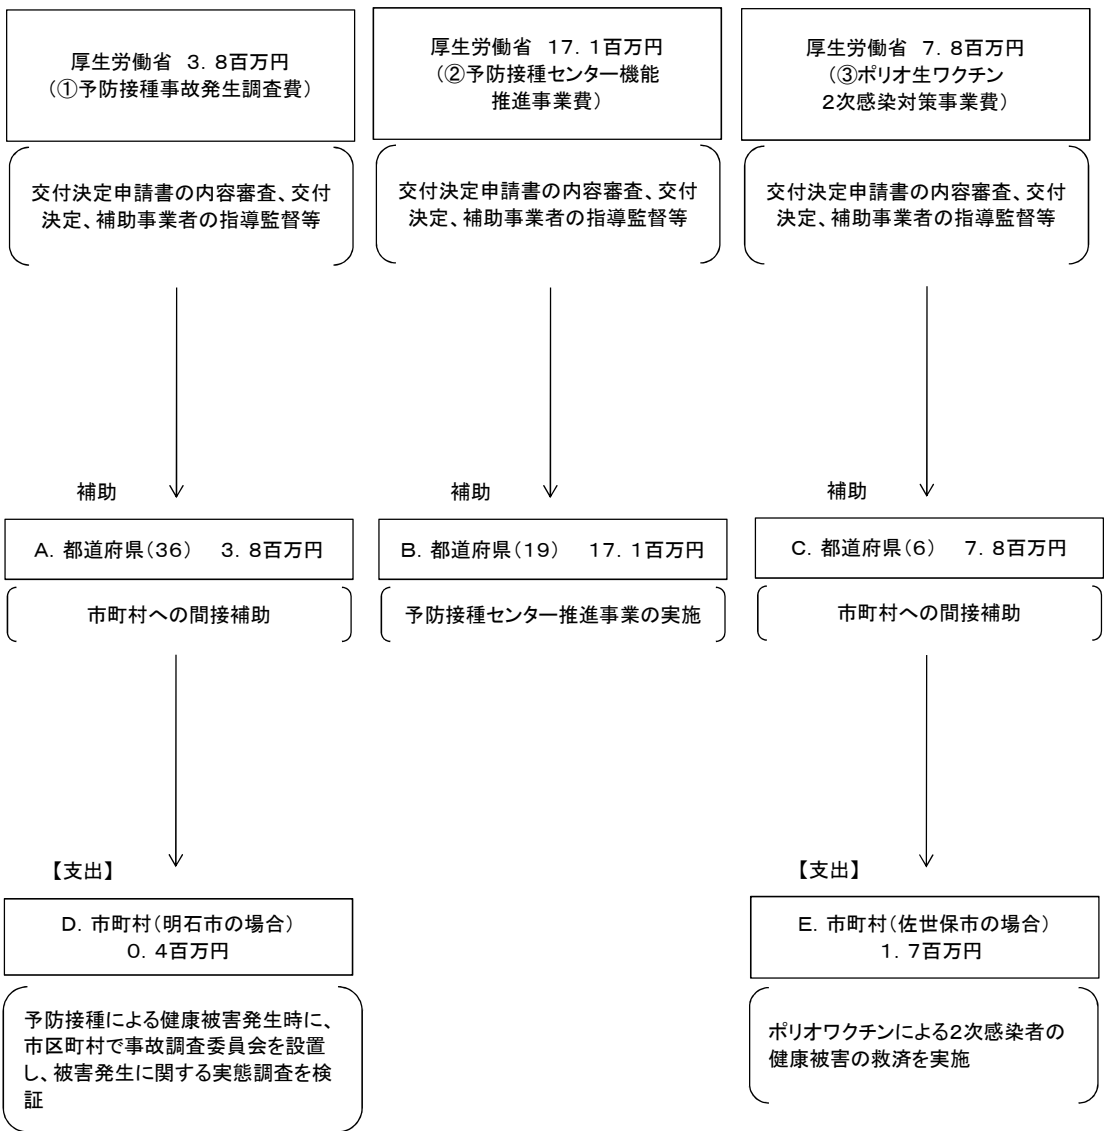 厚生労働省 3．8百万円
（①予防接種事故発生調査費）
交付決定申請書の内容審査、交付
決定、補助事業者の指導監督等
補助
A．都道府県（36） 3．8百万円
市町村への間接補助
【支出】
D．市町村（明石市の場合）
0．4百万円
予防接種による健康被害発生時に、
市区町村で事故調査委員会を設置
し、被害発生に関する実態調査を検
証
厚生労働省 17．1百万円
（②予防接種センター機能
推進事業費）
交付決定申請書の内容審査、交付
決定、補助事業者の指導監督等
補助
B．都道府県（19） 17．1百万円
予防接種センター推進事業の実施
厚生労働省 7．8百万円
（③ポリオ生ワクチン
2次感染対策事業費）
交付決定申請書の内容審査、交付
決定、補助事業者の指導監督等
補助
C．都道府県（6） 7．8百万円
市町村への間接補助
【支出】
E．市町村（佐世保市の場合）
1．7百万円
ポリオワクチンによる2次感染者の
健康被害の救済を実施